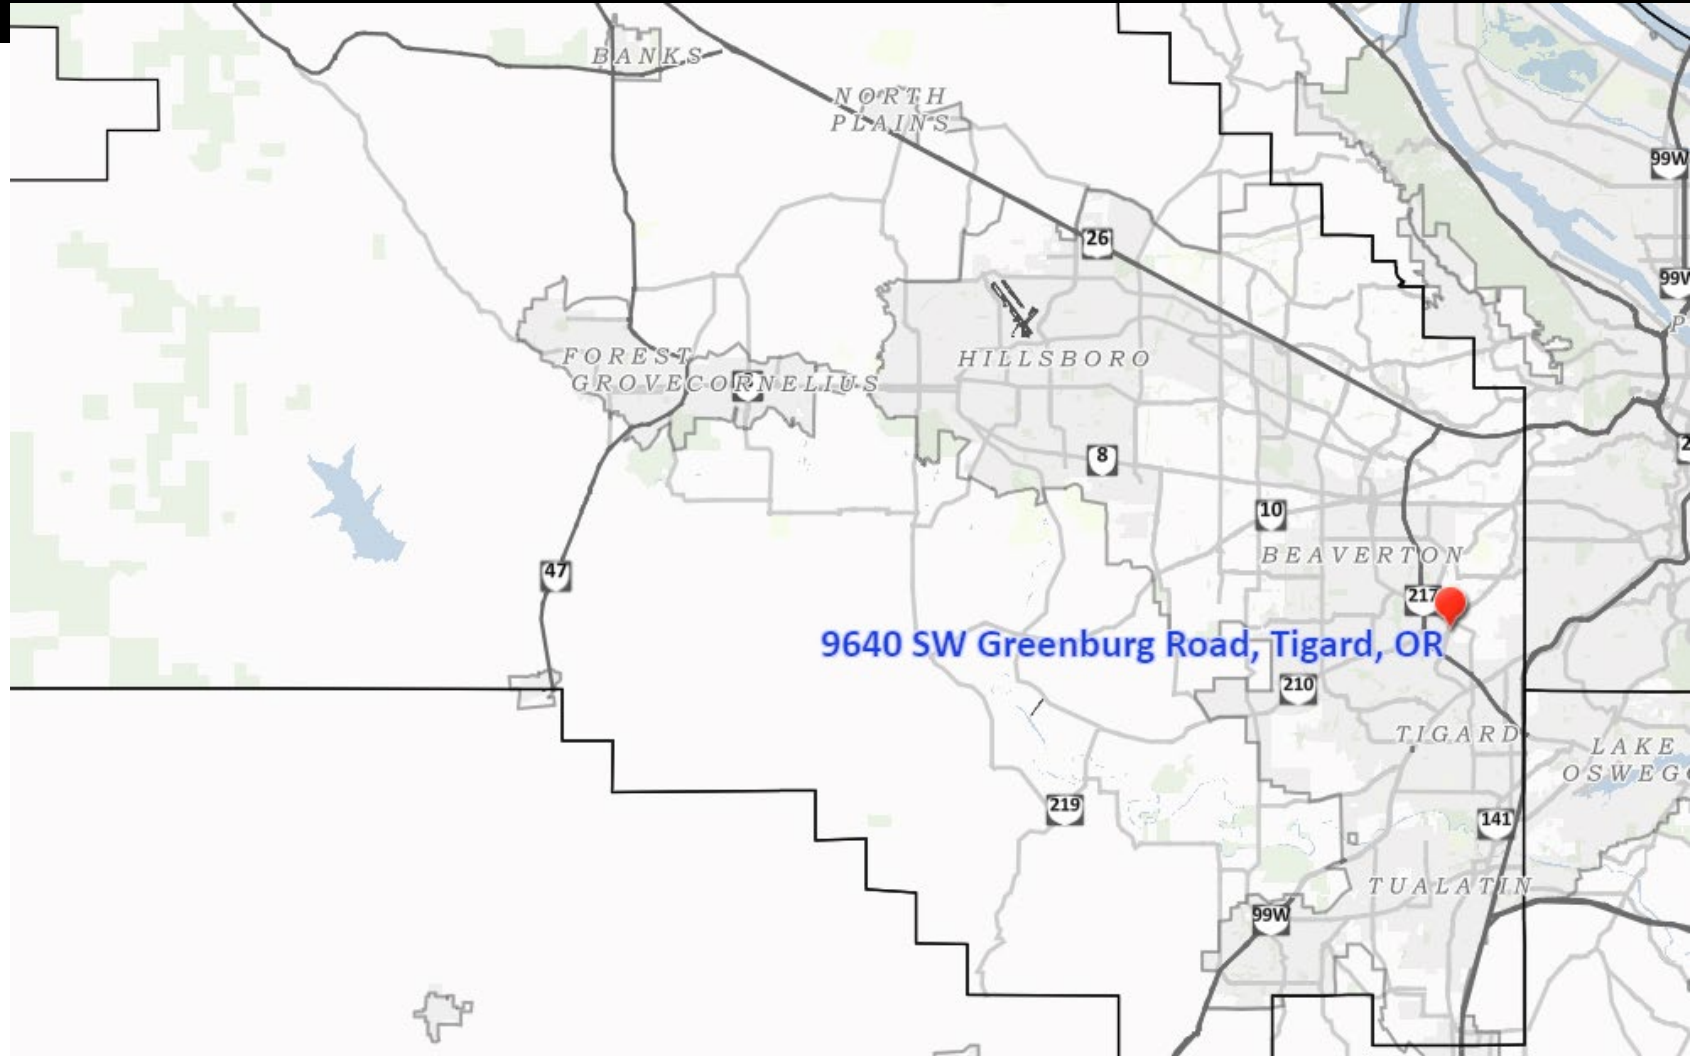 BANKS
NORTH
PLAINS
99W
26
99W
P
FOREST
GROVE
CORNELIUS
HILLSBORO
8
2
10
BEAVERTON
47
217
9640 SW Greenburg Road, Tigard, OR
210
TIGARD
LAKE
OSWEGO
219
141
TUALATIN
99W